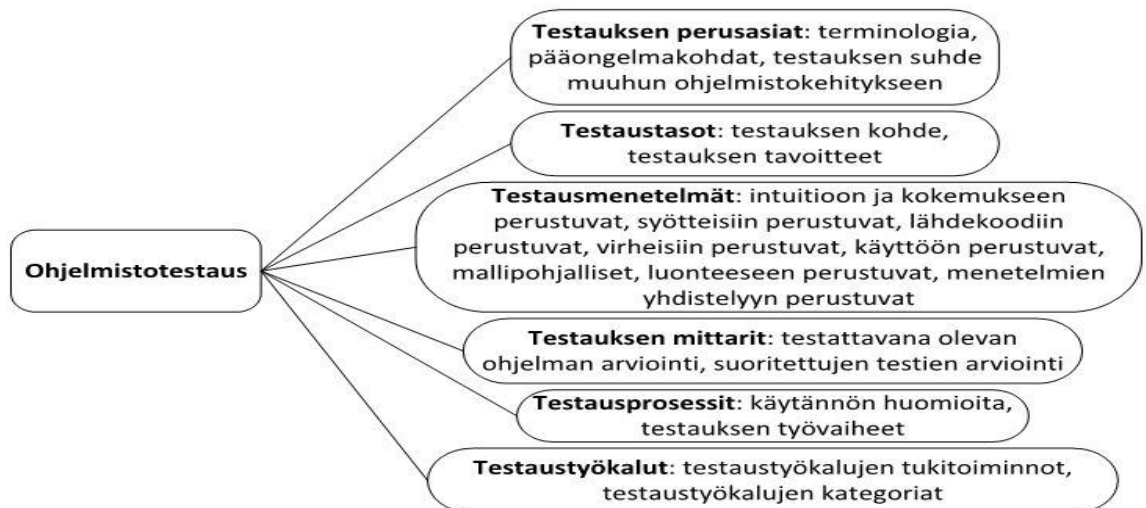 Testauksen perusasiat: terminologia,
pääongelmakohdat, testauksen suhde
muuhun ohjelmistokehitykseen
Testaustasot: testauksen kohde,
testauksen tavoitteet
Testausmenetelmät: intuitioon ja kokemukseen
perustuvat, syötteisiin perustuvat, lähdekoodiin
perustuvat, virheisiin perustuvat, käyttöön perustuvat,
mallipohjalliset, luonteeseen perustuvat, menetelmien
yhdistelyyn perustuvat
Ohjelmistotestaus
Testauksen mittarit: testattavana olevan
ohjelman arviointi, suoritettujen testien arviointi
Testausprosessit: käytännön huomioita,
testauksen työvaiheet
Testaustyökalut: testaustyökalujen tukitoiminnot,
testaustyökalujen kategoriat